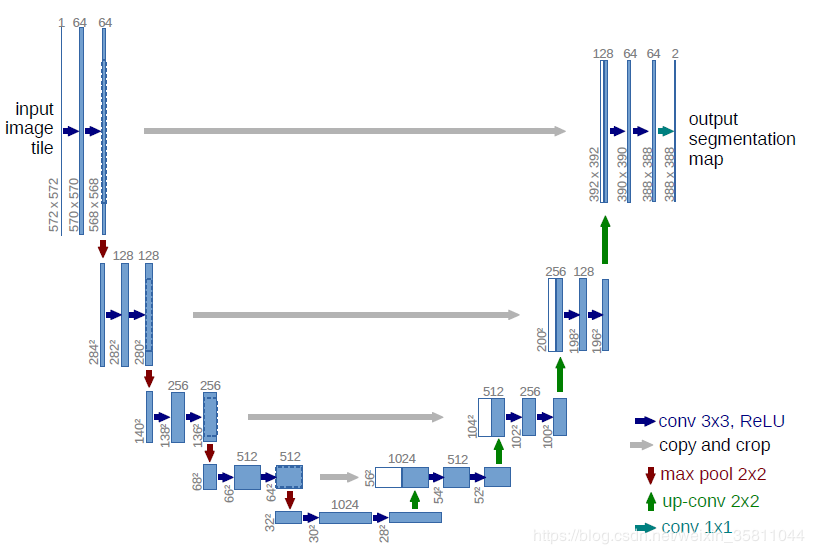 1 64 64
128 64 64 2
input
image
tile
output
segmentation
map
572 x 572
570 x 570
568 x 568
392 x 392
390 x 390
388 x 388
388 x 388
128 128
256 128
284²
282²
280²
200²
198²
196²
256 256
512 256
140²
138²
136²
104²
102²
100²
conv 3x3, ReLU
copy and crop
max pool 2x2
up-conv 2x2
conv 1x1
512 512
1024 512
68²
66²
64²
56²
54²
52²
1024
32²
30²
28²
https://blog.csdn.net/weixin_35811044